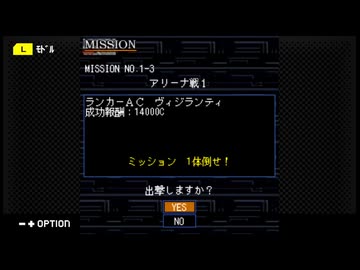 L ﾓﾃﾞﾙ
MISSION
MISSION NO.1-3
アリーナ戦1
ランカーAC ヴィジランティ
成功報酬:14000C
ミッション 1体倒せ!
出撃しますか?
YES
NO
-+OPTION